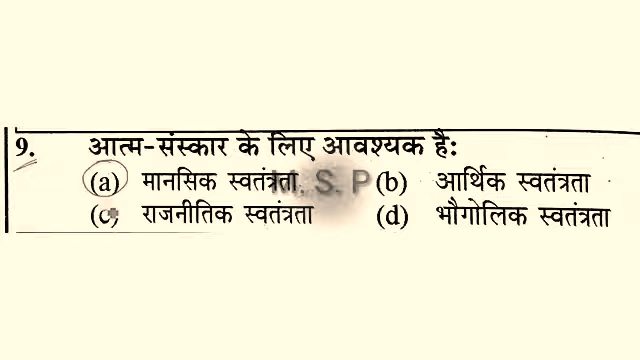 9. आत्म-संस्कार के लिए आवश्यक है:
(a) मानसिक स्वतंत्रता (b) आर्थिक स्वतंत्रता
M. S. P
(c) राजनीतिक स्वतंत्रता (d) भौगोलिक स्वतंत्रता